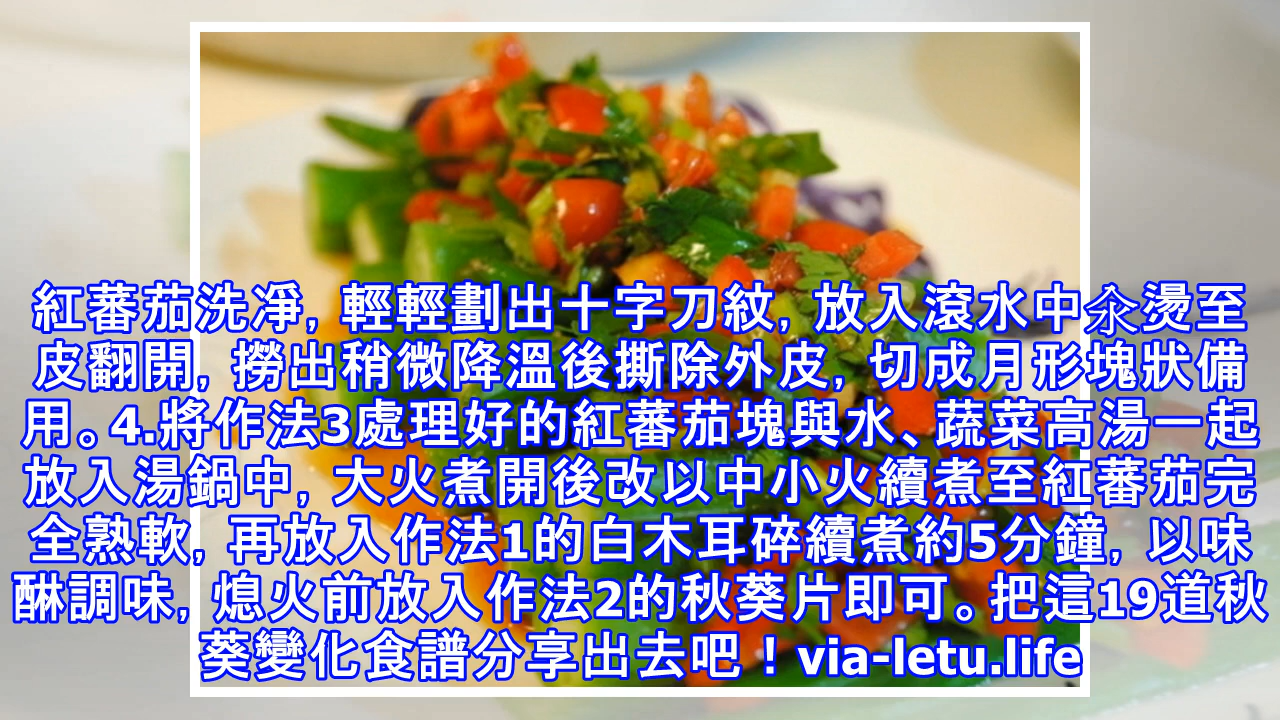 紅蕃茄洗凈, 輕輕劃出十字刀紋, 放入滾水中汆燙至
皮翻開, 撈出稍微降溫後撕除外皮, 切成月形塊狀備
用。4.將作法3處理好的紅蕃茄塊與水、蔬菜高湯一起
放入湯鍋中, 大火煮開後改以中小火續煮至紅蕃茄完
全熟軟, 再放入作法1的白木耳碎續煮約5分鐘, 以味
醂調味, 熄火前放入作法2的秋葵片即可。把這19道秋
葵變化食譜分享出去吧！via-letu.life